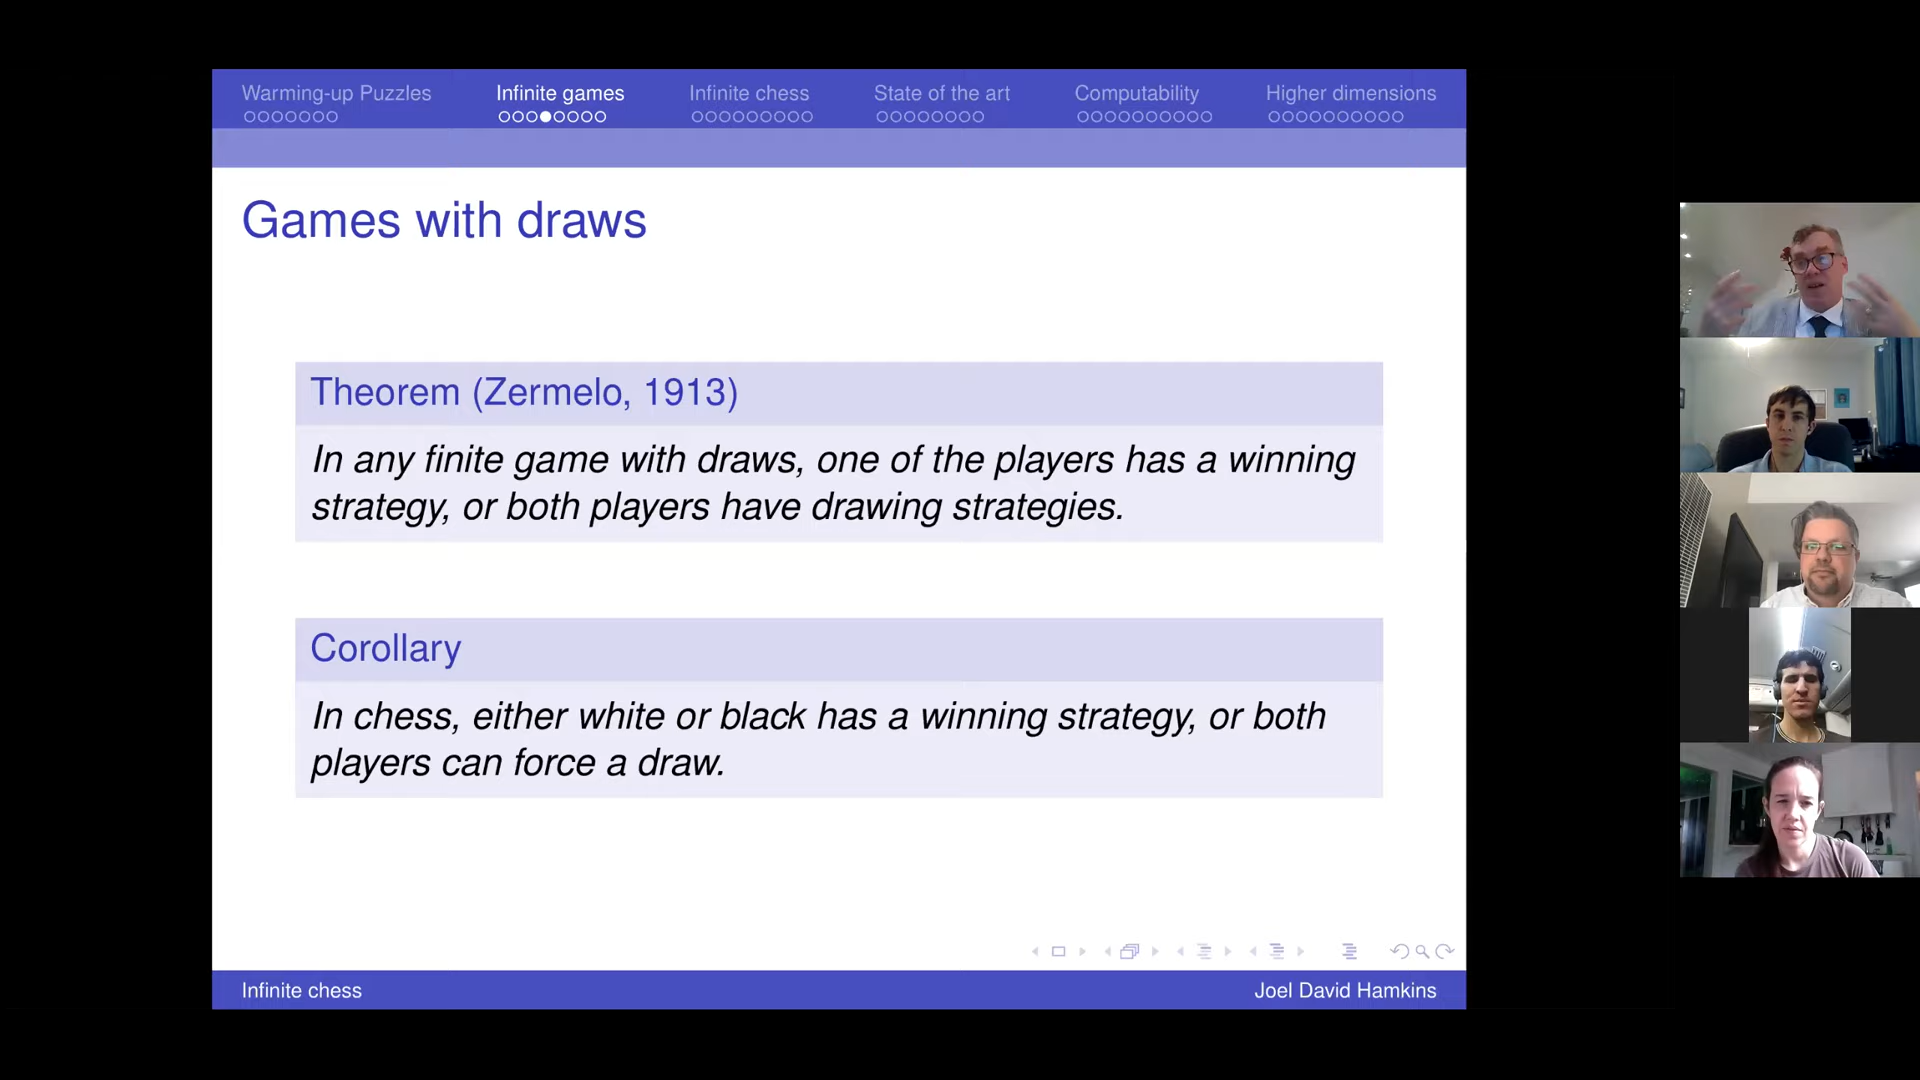 Warming-up Puzzles
Infinite games
Infinite chess
State of the art
Computability
Higher dimensions
Games with draws
Theorem (Zermelo, 1913)
In any finite game with draws, one of the players has a winning
strategy, or both players have drawing strategies.
Corollary
In chess, either white or black has a winning strategy, or both
players can force a draw.
Infinite chess
Joel David Hamkins